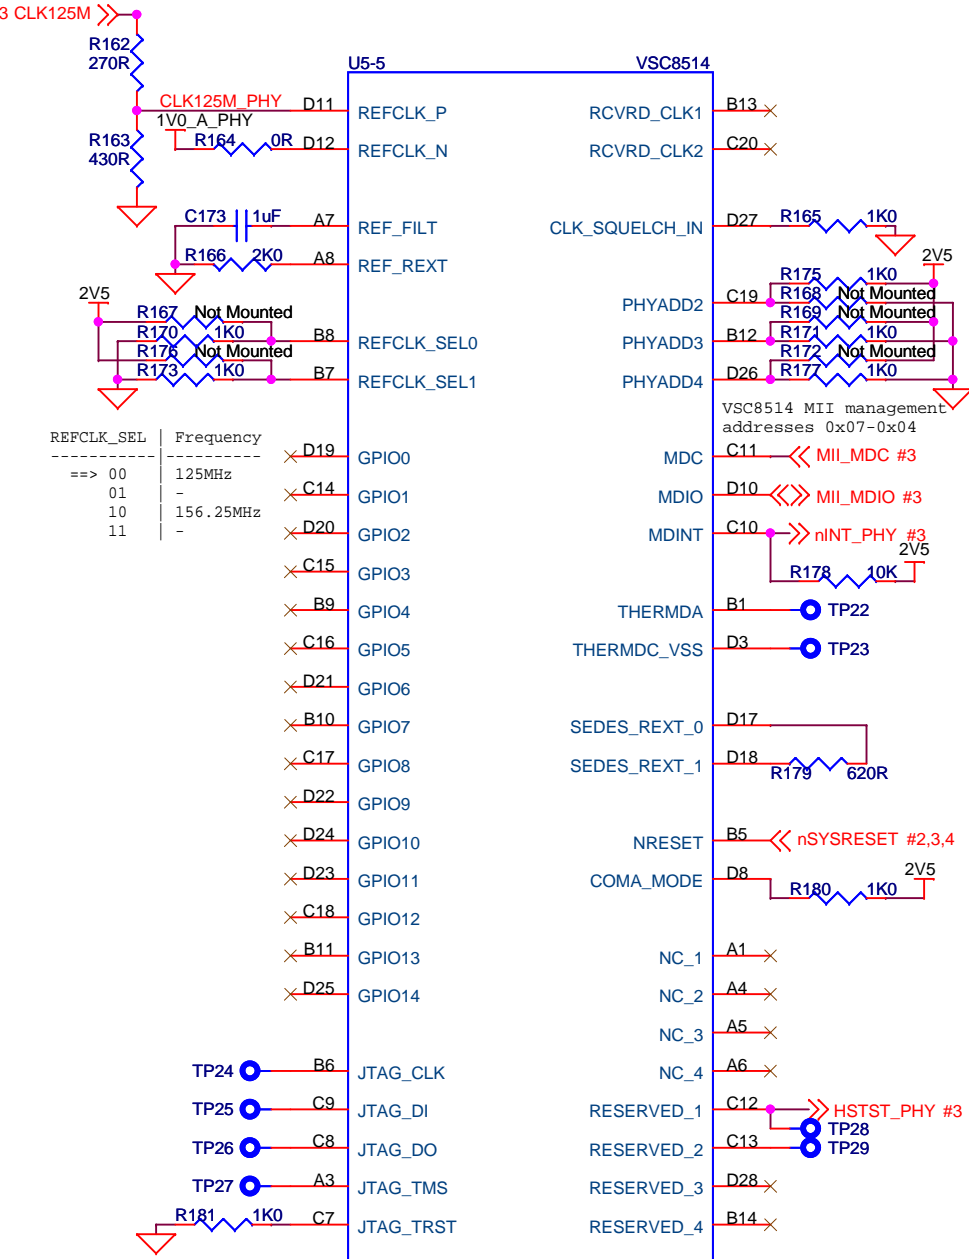 3 CLK125M
R162
270R
U5-5
VSC8514
CLK125M_PHY
D11
REFCLK_P
RCVRD_CLK1
B13
1V0_A_PHY
R163
430R
R164
0R
D12
REFCLK_N
RCVRD_CLK2
C20
C173
1uF
A7
REF_FILT
CLK_SQUELCH_IN
D27
R165
1K0
R166
2K0
A8
REF_REXT
2V5
R175
1K0
PHYADD2
C19
R168
Not Mounted
2V5
R167
Not Mounted
R169
Not Mounted
R170
1K0
B8
REFCLK_SEL0
PHYADD3
B12
R171
1K0
R176
Not Mounted
R172
Not Mounted
R173
1K0
B7
REFCLK_SEL1
PHYADD4
D26
R177
1K0
VSC8514 MII management
addresses 0x07-0x04
REFCLK_SEL | Frequency
-----------|----------
==> 00 | 125MHz
01 | -
10 | 156.25MHz
11 | -
D19
GPIO0
MDC
C11
MII_MDC #3
C14
GPIO1
MDIO
D10
MII_MDIO #3
D20
GPIO2
MDINT
C10
nINT_PHY #3
2V5
C15
GPIO3
R178
10K
B9
GPIO4
THERMDA
B1
TP22
C16
GPIO5
THERMDC_VSS
D3
TP23
D21
GPIO6
B10
GPIO7
SEDES_REXT_0
D17
C17
GPIO8
SEDES_REXT_1
D18
R179
620R
D22
GPIO9
D24
GPIO10
NRESET
B5
nSYSRESET #2,3,4
D23
GPIO11
COMA_MODE
D8
R180
1K0
2V5
C18
GPIO12
B11
GPIO13
NC_1
A1
D25
GPIO14
NC_2
A4
NC_3
A5
TP24
B6
JTAG_CLK
NC_4
A6
TP25
C9
JTAG_DI
RESERVED_1
C12
HSTST_PHY #3
TP28
TP26
C8
JTAG_DO
RESERVED_2
C13
TP29
TP27
A3
JTAG_TMS
RESERVED_3
D28
R181
1K0
C7
JTAG_TRST
RESERVED_4
B14